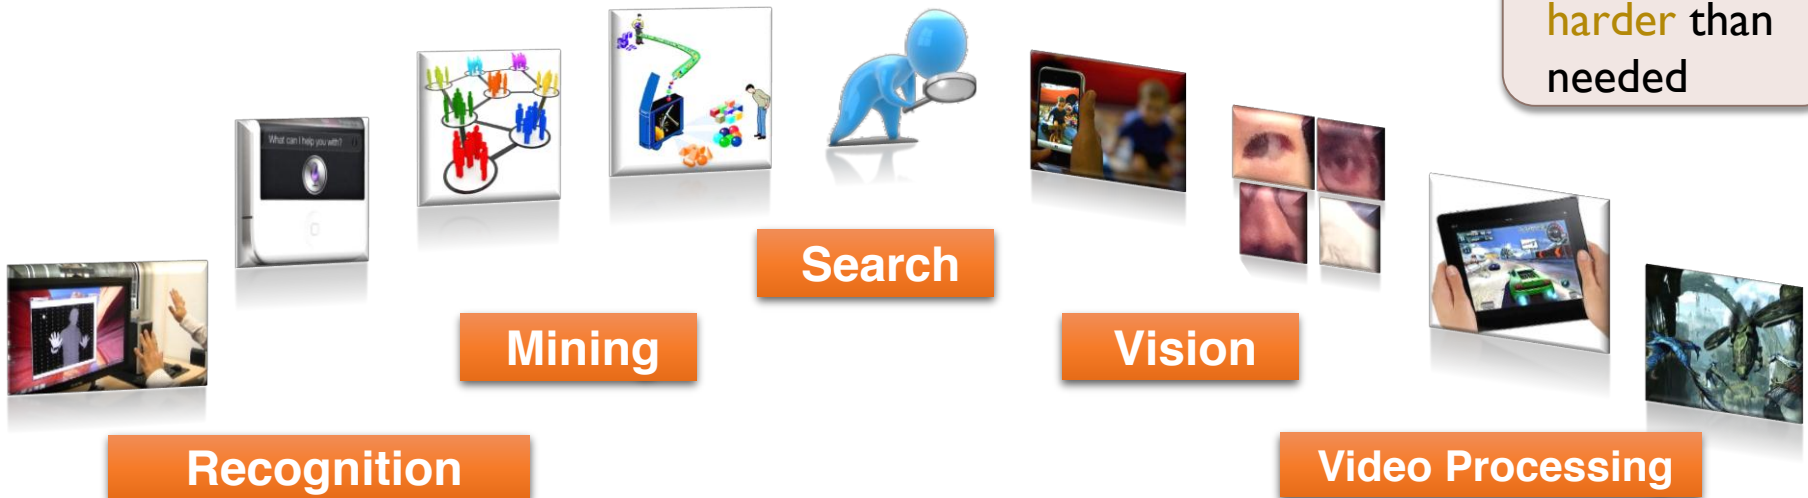 harder than
needed
What can I help you with?
Search
Mining
Vision
Recognition
Video Processing